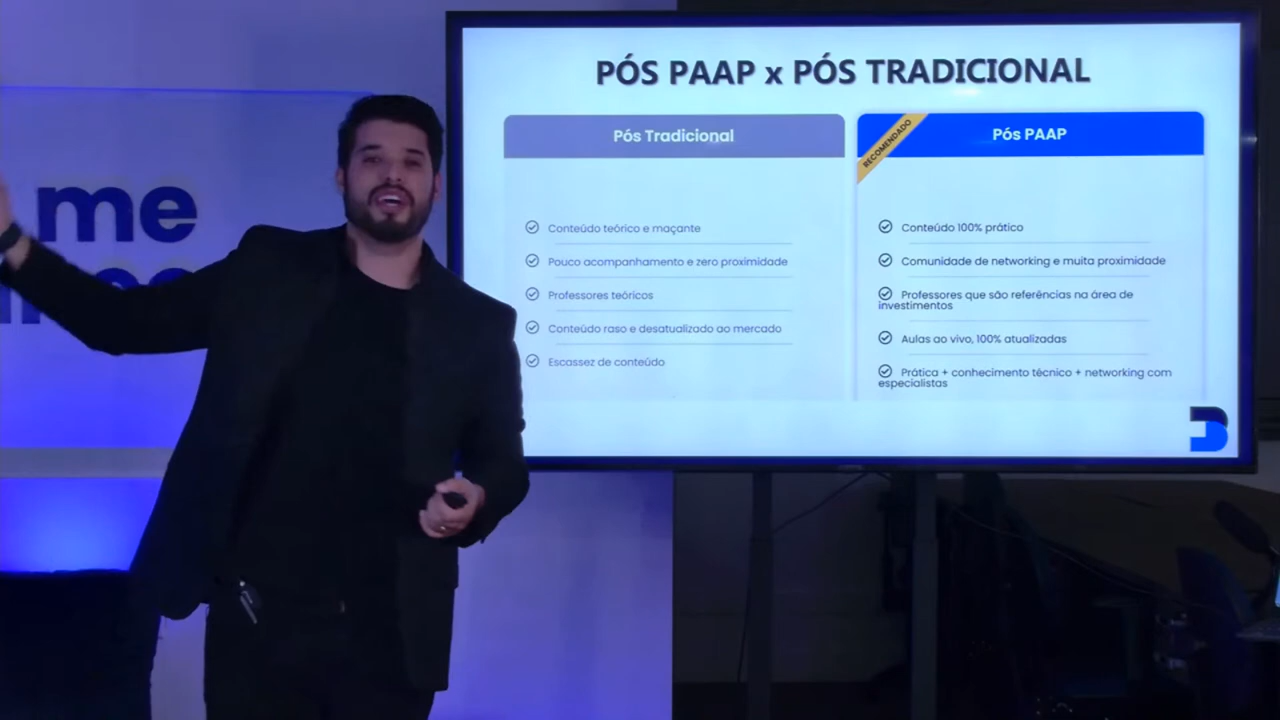 me
PÓS PAAP x PÓS TRADICIONAL
Pós Tradicional
Conteúdo teórico e maçante
Pouco acompanhamento e zero proximidade
Professores teóricos
Conteúdo raso e desatualizado ao mercado
Escassez de conteúdo
RECOMENDADO
Pós PAAP
Conteúdo 100% prático
Comunidade de networking e muita proximidade
Professores que são referências na área de
investimentos
Aulas ao vivo, 100% atualizadas
Prática + conhecimento técnico + networking com
especialistas